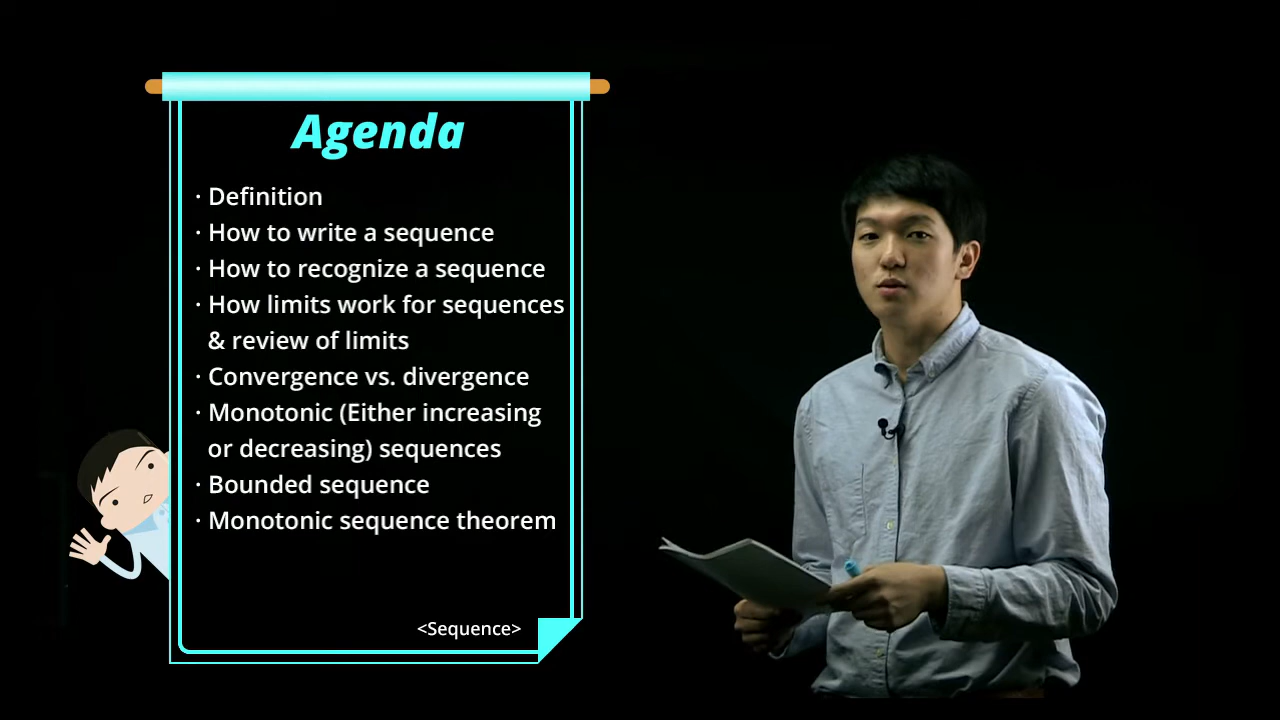 Agenda
· Definition
· How to write a sequence
· How to recognize a sequence
· How limits work for sequences
& review of limits
· Convergence vs. divergence
· Monotonic (Either increasing
or decreasing) sequences
· Bounded sequence
· Monotonic sequence theorem
<Sequence>